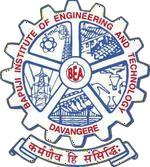 BAPUJI INSTITUTE OF ENGINEERING AND TECHNOLOGY
BEA
DAVANGERE
कर्मणैव हि संसिद्धिः